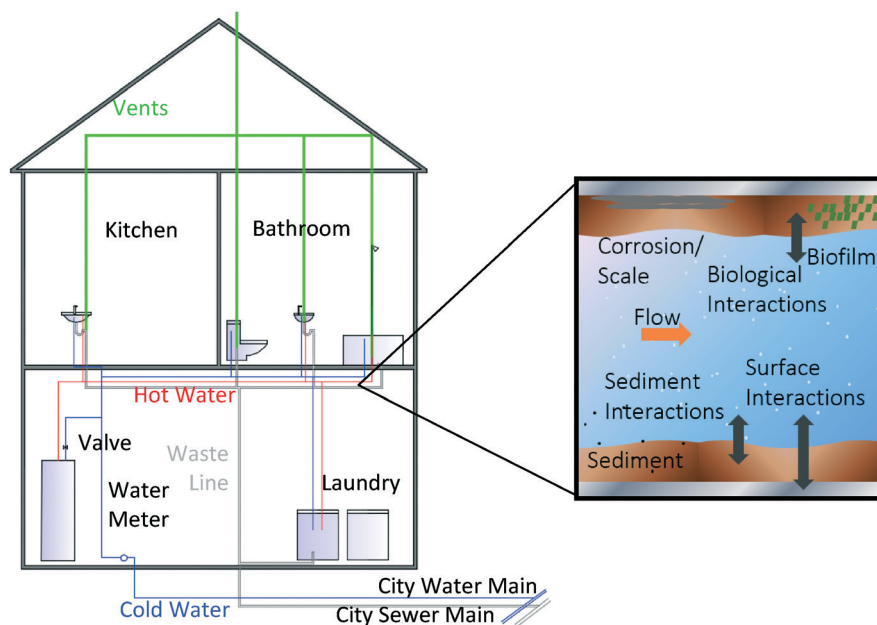 Vents
Kitchen
Bathroom
Hot Water
Valve
Waste
Line
Water
Meter
Laundry
Cold Water
City Water Main
City Sewer Main
Corrosion/
Scale
Biofilm
Biological
Interactions
Flow
Sediment
Interactions
Surface
Interactions
Sediment